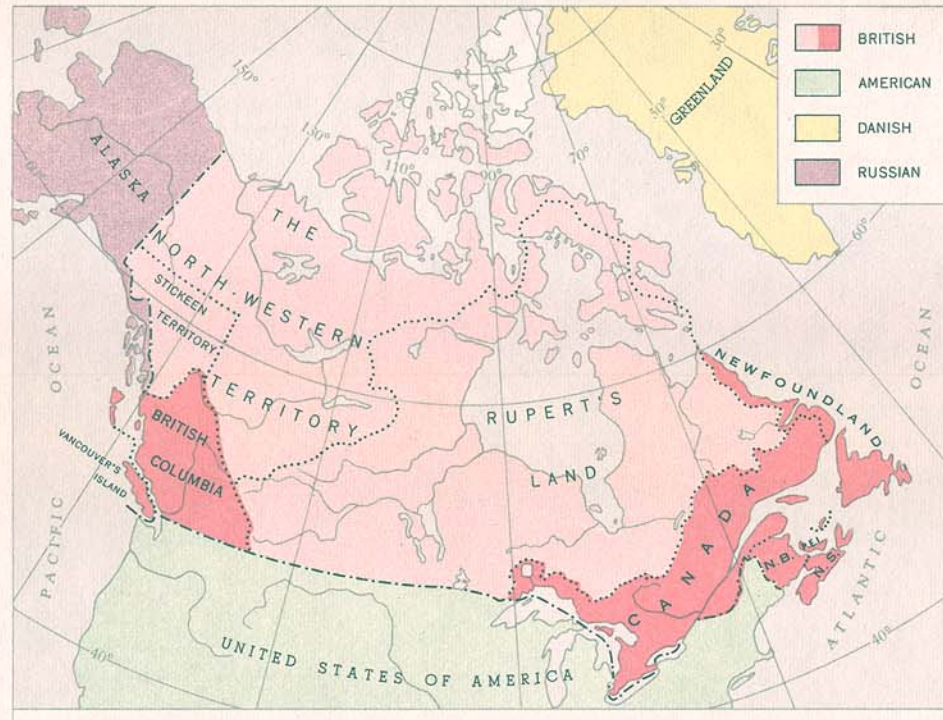 BRITISH
AMERICAN
DANISH
RUSSIAN
150°
130°
110°
90°
70°
50°
30°
60°
GREENLAND
ALASKA
THE
NORTH-WESTERN
TERRITORY
STICKEEN
TERRITORY
BRITISH
COLUMBIA
VANCOUVER'S
ISLAND
RUPERT'S
LAND
NEWFOUNDLAND
CANADA
N.B.
P.E.I.
N.S.
PACIFIC
OCEAN
ATLANTIC
OCEAN
UNITED STATES OF AMERICA
40°
40°